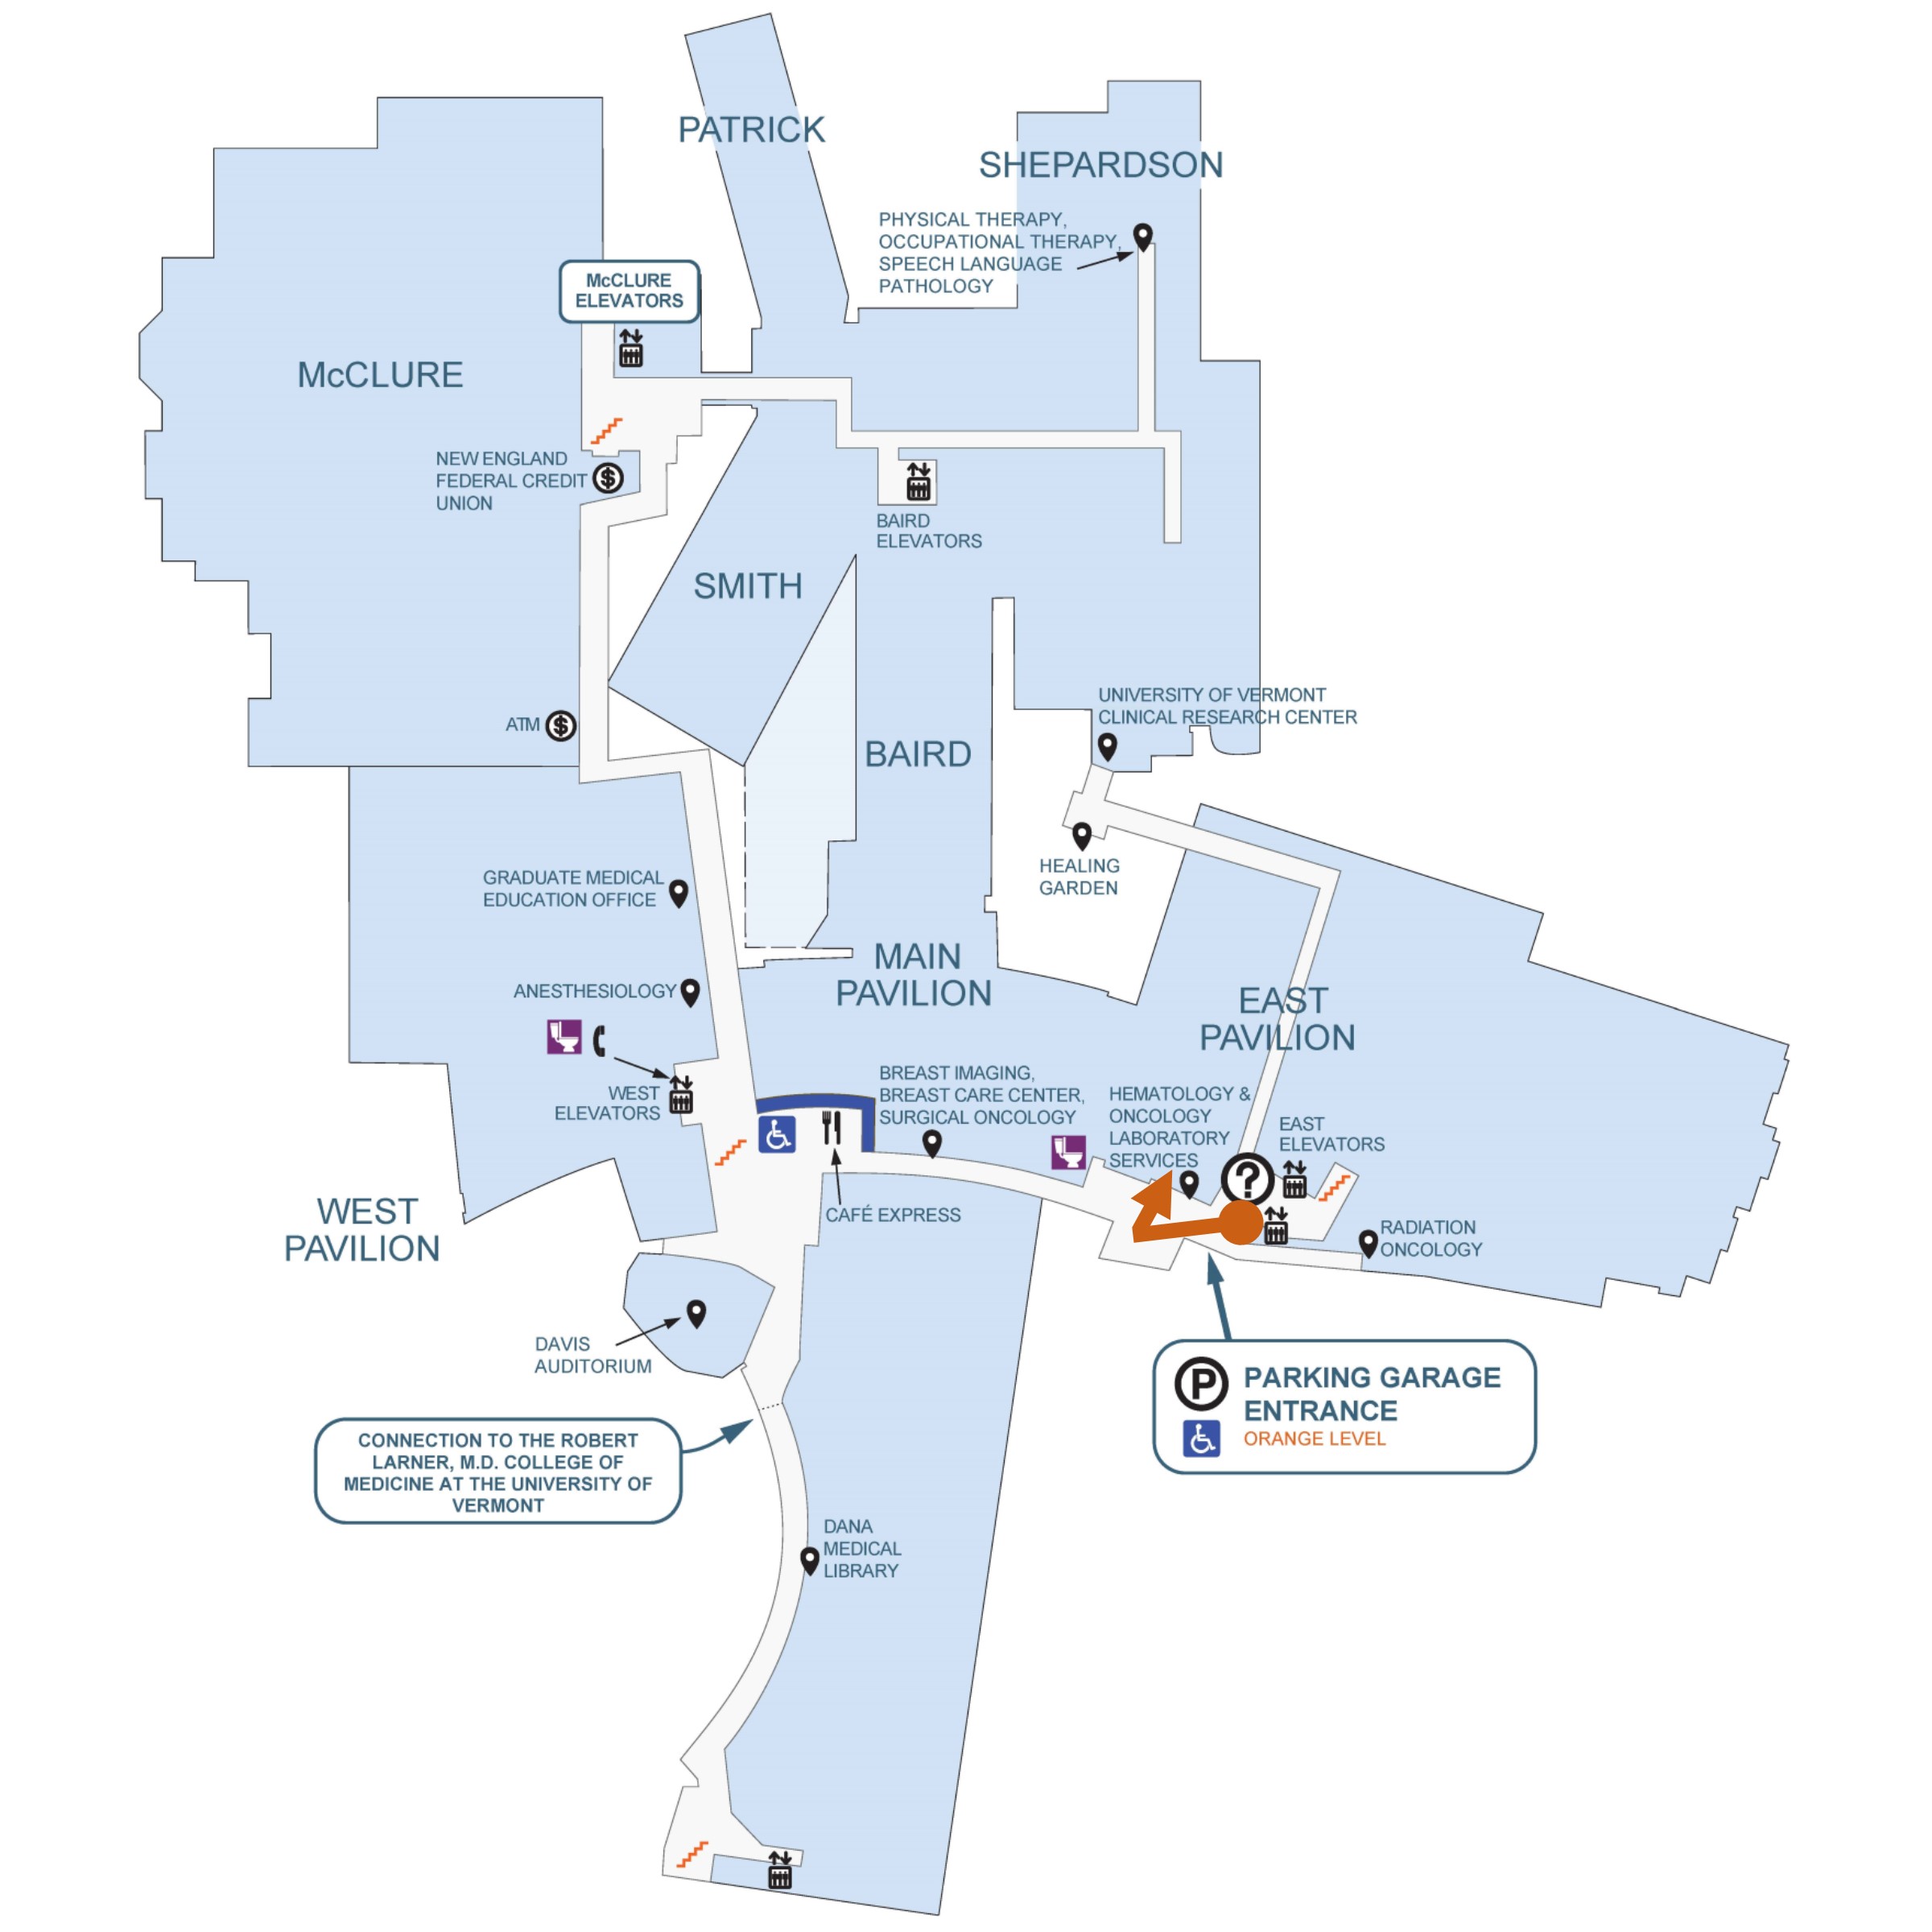 PATRICK
SHEPARDSON
PHYSICAL THERAPY,
OCCUPATIONAL THERAPY,
SPEECH LANGUAGE
PATHOLOGY
McCLURE
ELEVATORS
McCLURE
NEW ENGLAND
FEDERAL CREDIT
UNION
$
BAIRD
ELEVATORS
SMITH
UNIVERSITY OF VERMONT
CLINICAL RESEARCH CENTER
ATM $
BAIRD
HEALING
GARDEN
GRADUATE MEDICAL
EDUCATION OFFICE
MAIN
PAVILION
ANESTHESIOLOGY
EAST
PAVILION
WEST
ELEVATORS
BREAST IMAGING,
BREAST CARE CENTER,
SURGICAL ONCOLOGY
HEMATOLOGY &
ONCOLOGY
LABORATORY
SERVICES
EAST
ELEVATORS
?
WEST
PAVILION
CAFÉ EXPRESS
RADIATION
ONCOLOGY
DAVIS
AUDITORIUM
P
PARKING GARAGE
ENTRANCE
ORANGE LEVEL
CONNECTION TO THE ROBERT
LARNER, M.D. COLLEGE OF
MEDICINE AT THE UNIVERSITY OF
VERMONT
DANA
MEDICAL
LIBRARY